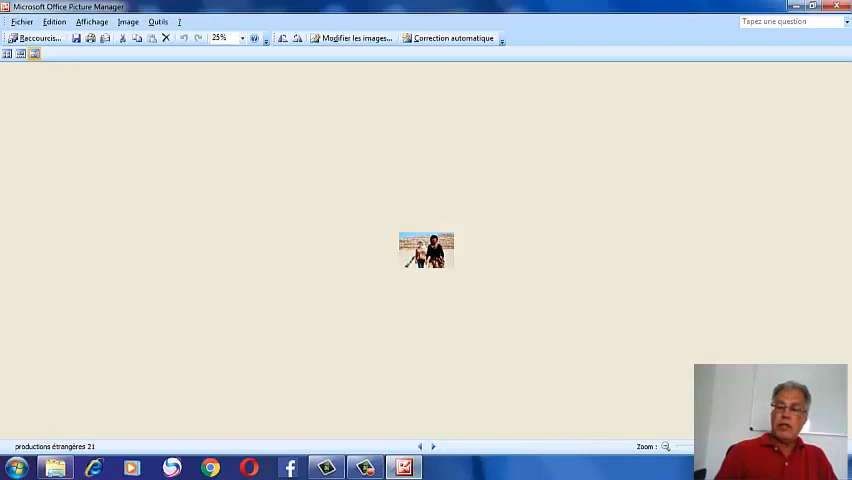 Microsoft Office Picture Manager
Fichier Edition Affichage Image Outils ?
Tapez une question
Raccourcis... 25% Modifier les images... Correction automatique
productions étrangères 21
Zoom :